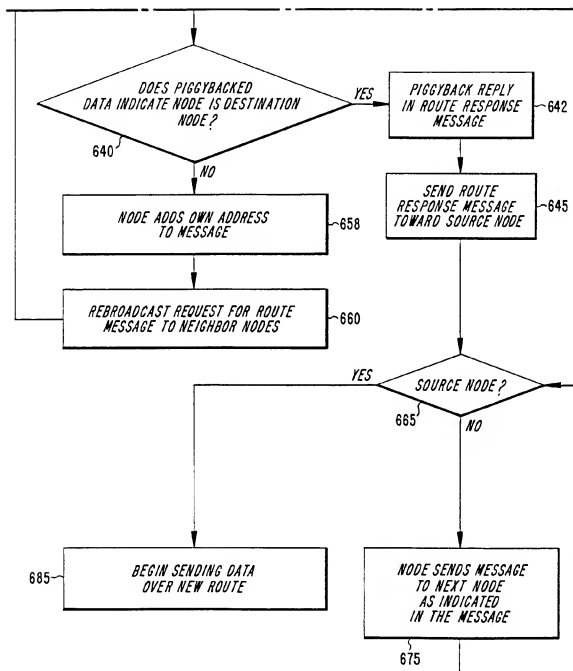 DOES PIGGYBACKED
DATA INDICATE NODE IS DESTINATION
NODE?
640
YES
NO
PIGGYBACK REPLY
IN ROUTE RESPONSE
MESSAGE
642
SEND ROUTE
RESPONSE MESSAGE
TOWARD SOURCE NODE
645
NODE ADDS OWN ADDRESS
TO MESSAGE
658
REBROADCAST REQUEST FOR ROUTE
MESSAGE TO NEIGHBOR NODES
660
YES
SOURCE NODE?
665
NO
685
BEGIN SENDING DATA
OVER NEW ROUTE
NODE SENDS MESSAGE
TO NEXT NODE
AS INDICATED
IN THE MESSAGE
675